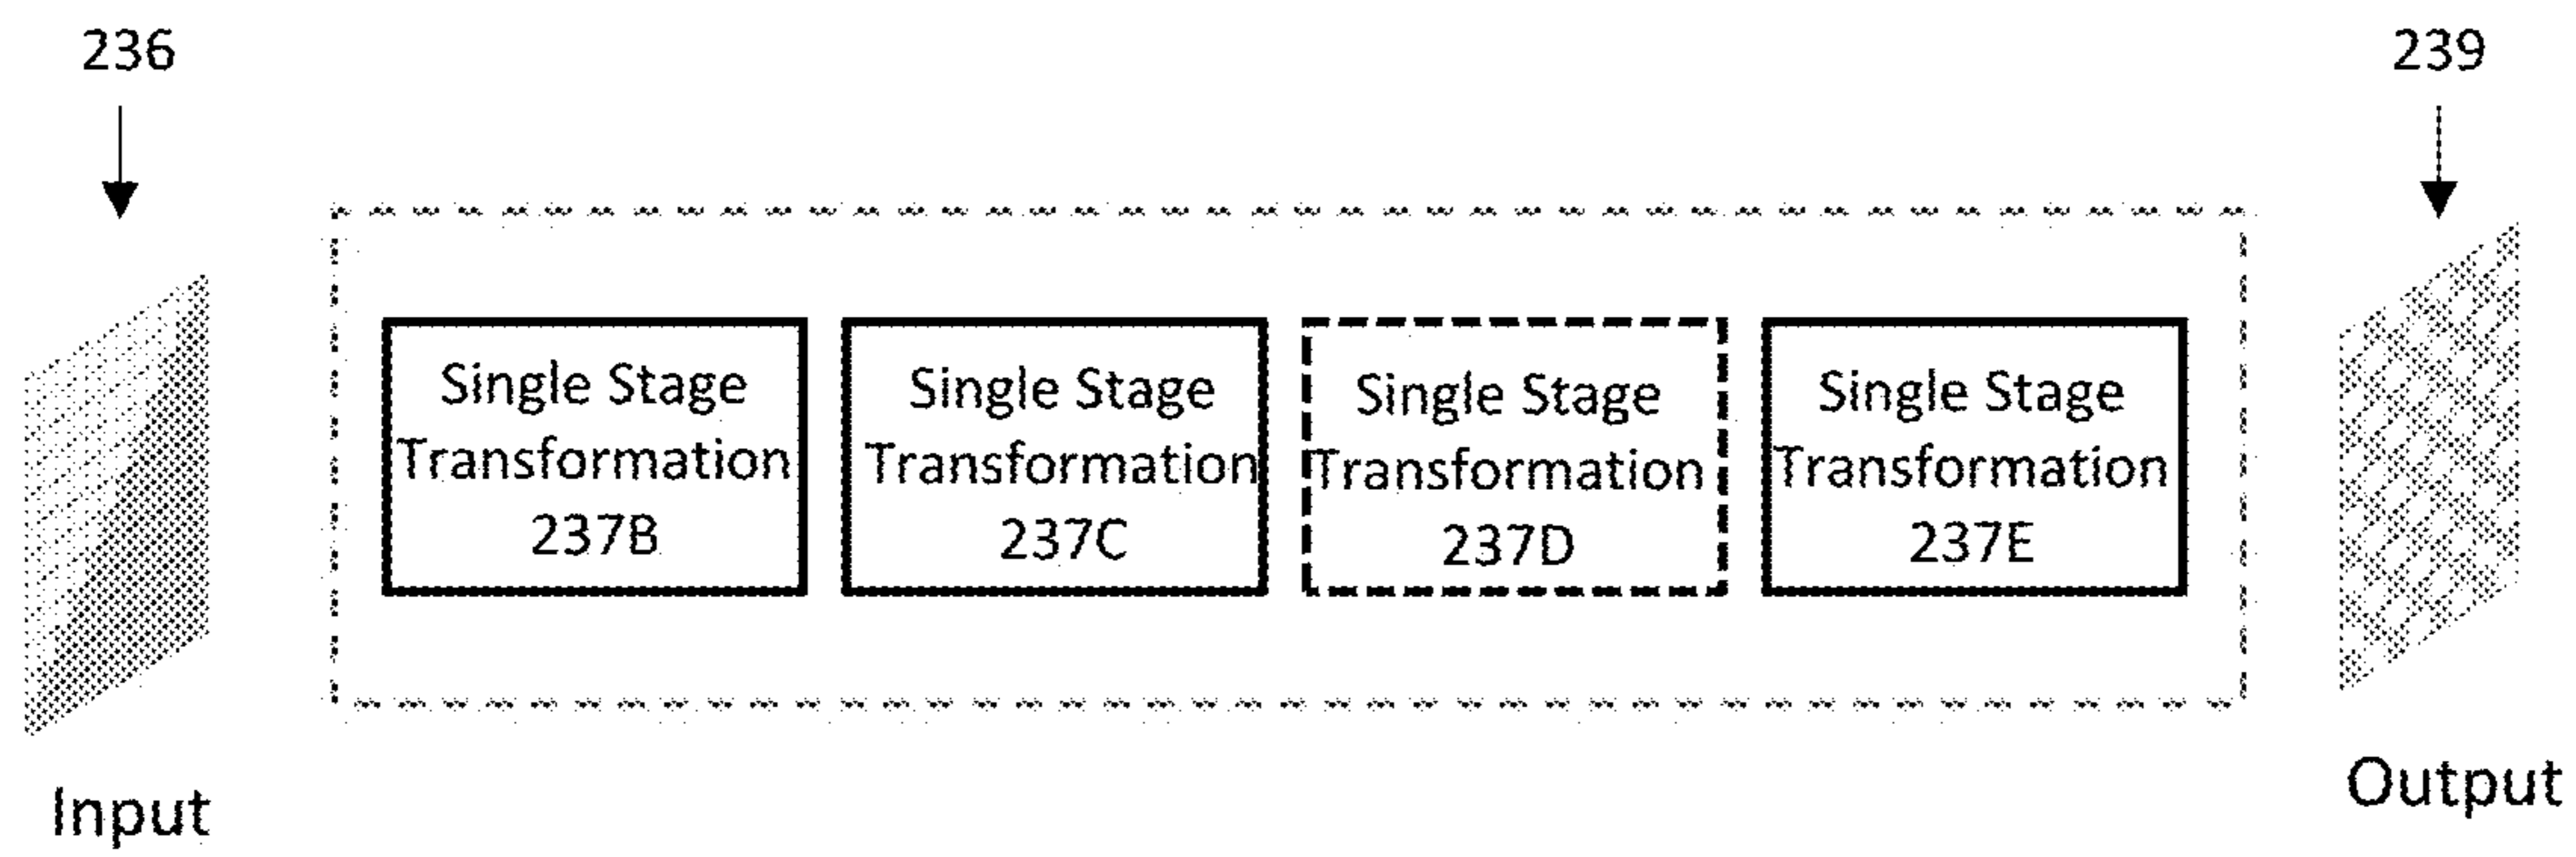 236
239
Single Stage
Transformation
237B
Single Stage
Transformation
237C
Single Stage
Transformation
237D
Single Stage
Transformation
237E
Input
Output